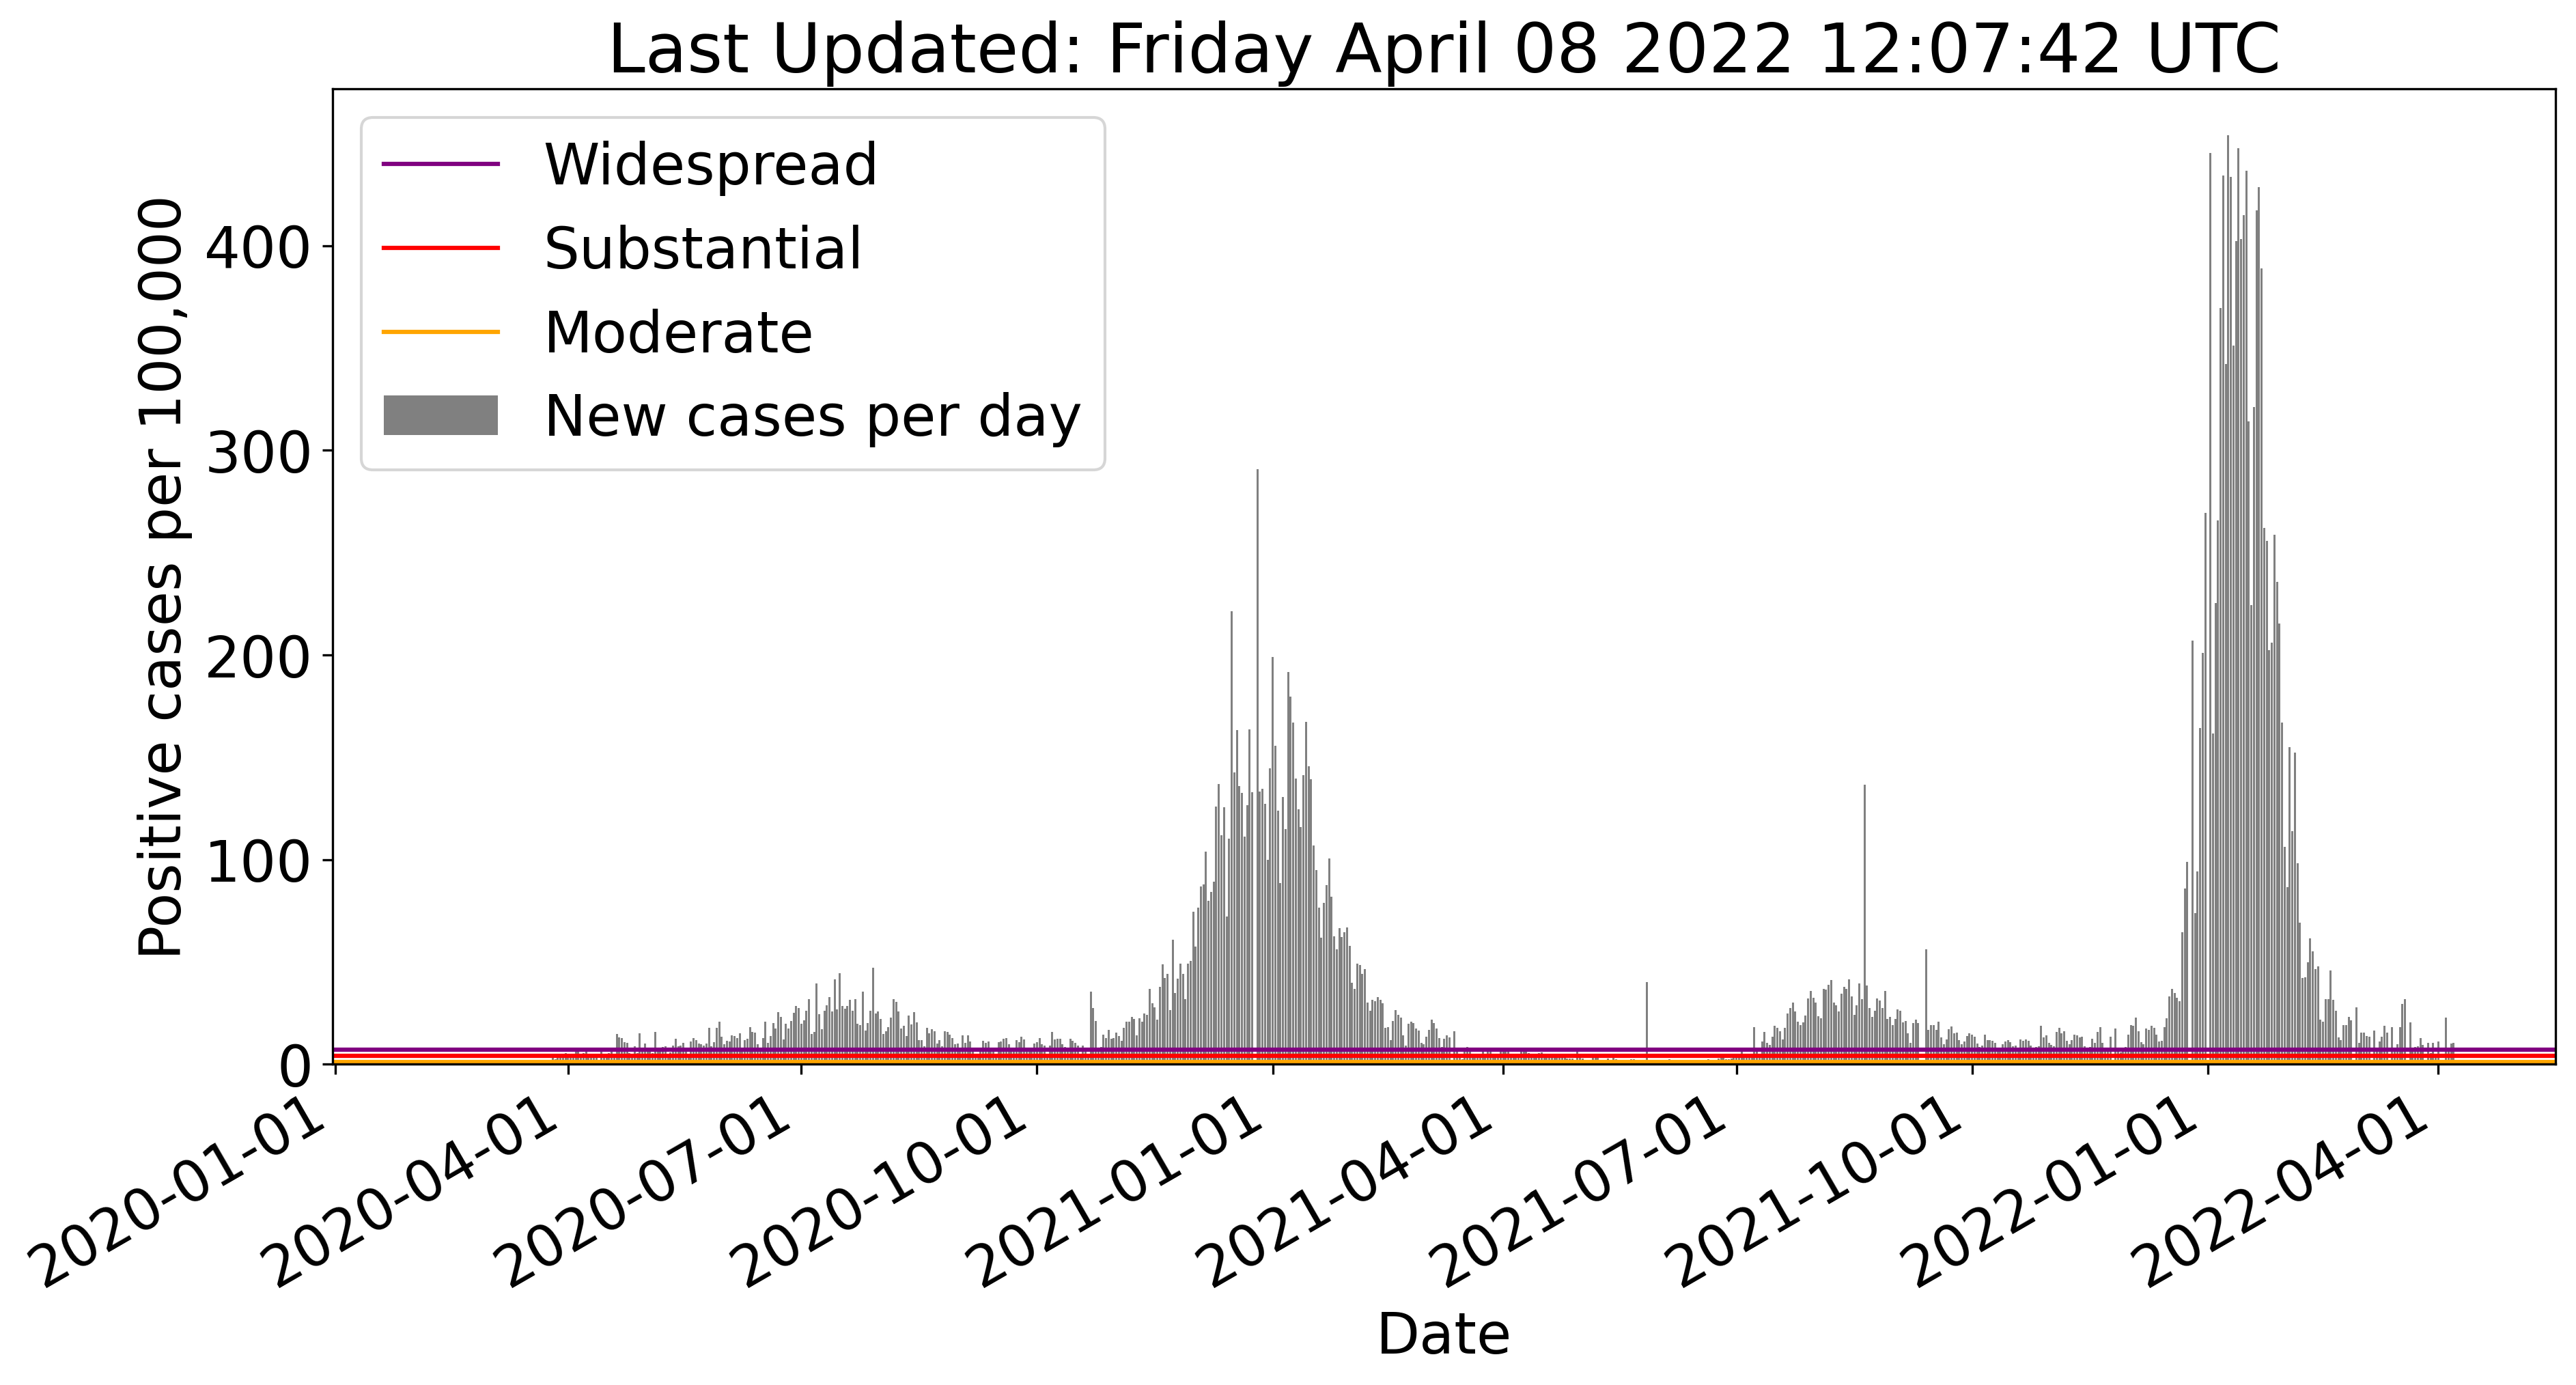 Last Updated: Friday April 08 2022 12:07:42 UTC
Widespread
Substantial
Moderate
New cases per day
Positive cases per 100,000
400
300
200
100
0
2020-01-01
2020-04-01
2020-07-01
2020-10-01
2021-01-01
2021-04-01
2021-07-01
2021-10-01
2022-01-01
2022-04-01
Date